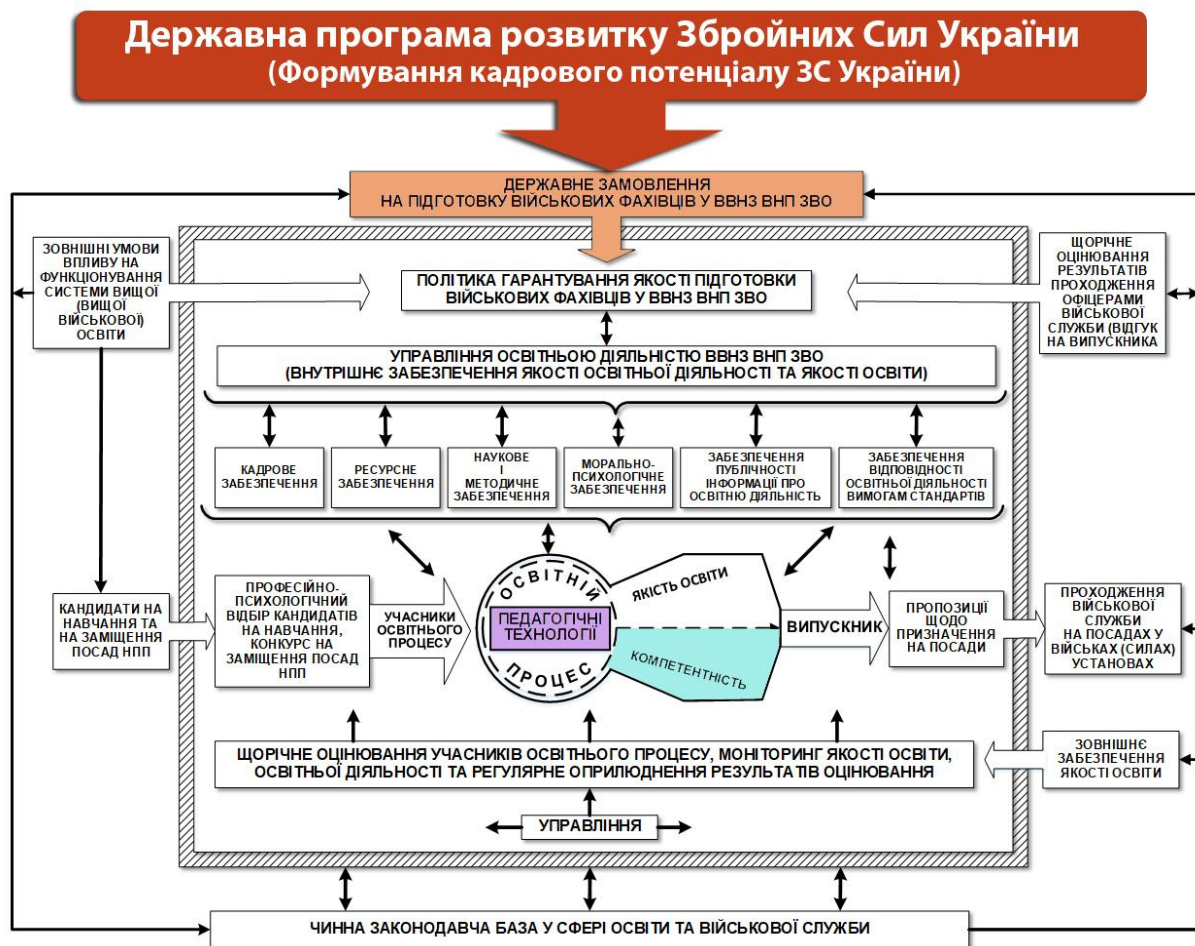 Державна програма розвитку Збройних Сил України
(Формування кадрового потенціалу ЗС України)
ДЕРЖАВНЕ ЗАМОВЛЕННЯ
НА ПІДГОТОВКУ ВІЙСЬКОВИХ ФАХІВЦІВ У ВВНЗ ВНП ЗВО
ЗОВНІШНІ УМОВИ
ВПЛИВУ НА
ФУНКЦІОНУВАННЯ
СИСТЕМИ ВИЩОЇ
(ВИЩОЇ
ВІЙСЬКОВОЇ)
ОСВІТИ
ПОЛІТИКА ГАРАНТУВАННЯ ЯКОСТІ ПІДГОТОВКИ
ВІЙСЬКОВИХ ФАХІВЦІВ У ВВНЗ ВНП ЗВО
ЩОРІЧНЕ
ОЦІНЮВАННЯ
РЕЗУЛЬТАТІВ
ПРОХОДЖЕННЯ
ОФІЦЕРАМИ
ВІЙСЬКОВОЇ
СЛУЖБИ (ВІДГУК
НА ВИПУСКНИКА
УПРАВЛІННЯ ОСВІТНЬОЮ ДІЯЛЬНІСТЮ ВВНЗ ВНП ЗВО
(ВНУТРІШНЄ ЗАБЕЗПЕЧЕННЯ ЯКОСТІ ОСВІТНЬОЇ ДІЯЛЬНОСТІ ТА ЯКОСТІ ОСВІТИ)
КАДРОВЕ
ЗАБЕЗПЕЧЕННЯ
РЕСУРСНЕ
ЗАБЕЗПЕЧЕННЯ
НАУКОВЕ
І
МЕТОДИЧНЕ
ЗАБЕЗПЕЧЕННЯ
МОРАЛЬНО-
ПСИХОЛОГІЧНЕ
ЗАБЕЗПЕЧЕННЯ
ЗАБЕЗПЕЧЕННЯ
ПУБЛІЧНОСТІ
ІНФОРМАЦІЇ ПРО
ОСВІТНЮ ДІЯЛЬНІСТЬ
ЗАБЕЗПЕЧЕННЯ
ВІДПОВІДНОСТІ
ОСВІТНЬОЇ ДІЯЛЬНОСТІ
ВИМОГАМ СТАНДАРТІВ
КАНДИДАТИ НА
НАВЧАННЯ ТА
НА ЗАМІЩЕННЯ
ПОСАД НПП
ПРОФЕСІЙНО-
ПСИХОЛОГІЧНИЙ
ВІДБІР КАНДИДАТІВ
НА НАВЧАННЯ,
КОНКУРС НА
ЗАМІЩЕННЯ ПОСАД
НПП
УЧАСНИКИ
ОСВІТНЬОГО
ПРОЦЕСУ
ОСВІТНІЙ
ПЕДАГОГІЧНІ
ТЕХНОЛОГІЇ
ПРОЦЕС
ЯКІСТЬ ОСВІТИ
КОМПЕТЕНТНІСТЬ
ВИПУСКНИК
ПРОПОЗИЦІЇ
ЩОДО
ПРИЗНАЧЕННЯ
НА ПОСАДИ
ПРОХОДЖЕННЯ
ВІЙСЬКОВОЇ
СЛУЖБИ
НА ПОСАДАХ У
ВІЙСЬКАХ (СИЛАХ)
УСТАНОВАХ
ЩОРІЧНЕ ОЦІНЮВАННЯ УЧАСНИКІВ ОСВІТНЬОГО ПРОЦЕСУ, МОНІТОРИНГ ЯКОСТІ ОСВІТИ,
ОСВІТНЬОЇ ДІЯЛЬНОСТІ ТА РЕГУЛЯРНЕ ОПРИЛЮДНЕННЯ РЕЗУЛЬТАТІВ ОЦІНЮВАННЯ
ЗОВНІШНЄ
ЗАБЕЗПЕЧЕННЯ
ЯКОСТІ ОСВІТИ
УПРАВЛІННЯ
ЧИННА ЗАКОНОДАВЧА БАЗА У СФЕРІ ОСВІТИ ТА ВІЙСЬКОВОЇ СЛУЖБИ